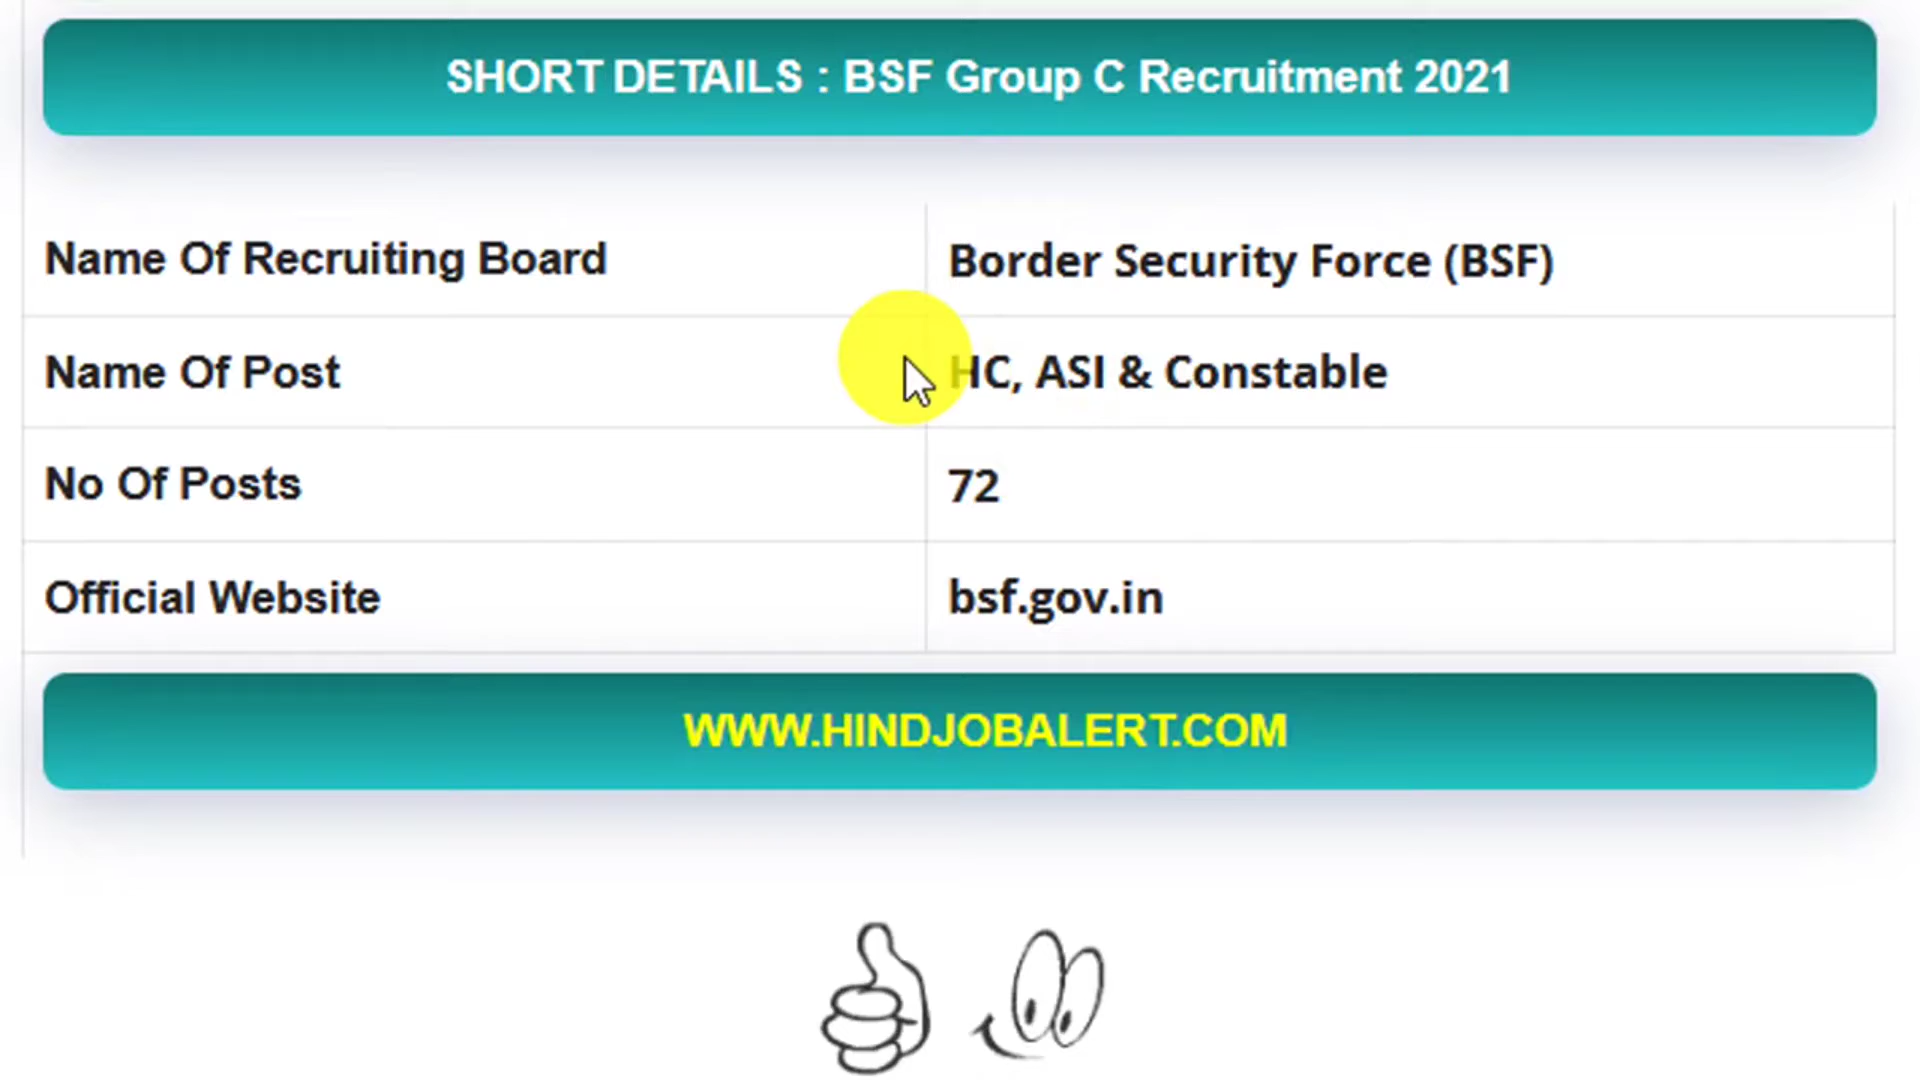 SHORT DETAILS : BSF Group C Recruitment 2021
Name Of Recruiting Board Border Security Force (BSF)
Name Of Post HC, ASI & Constable
No Of Posts 72
Official Website bsf.gov.in
WWW.HINDJOBALERT.COM